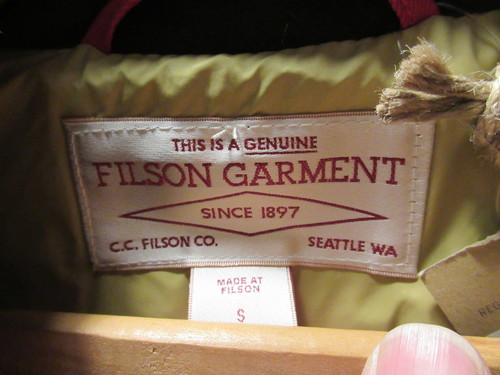 THIS IS A GENUINE
FILSON GARMENT
SINCE 1897
C.C. FILSON CO. SEATTLE WA
MADE AT
FILSON
S